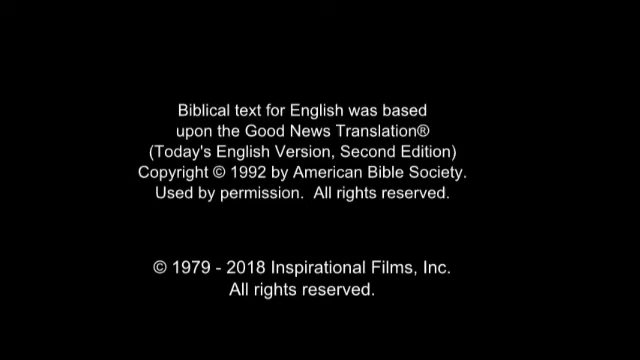 Biblical text for English was based
upon the Good News Translation®
(Today's English Version, Second Edition)
Copyright © 1992 by American Bible Society.
Used by permission.  All rights reserved.
© 1979 - 2018 Inspirational Films, Inc.
All rights reserved.